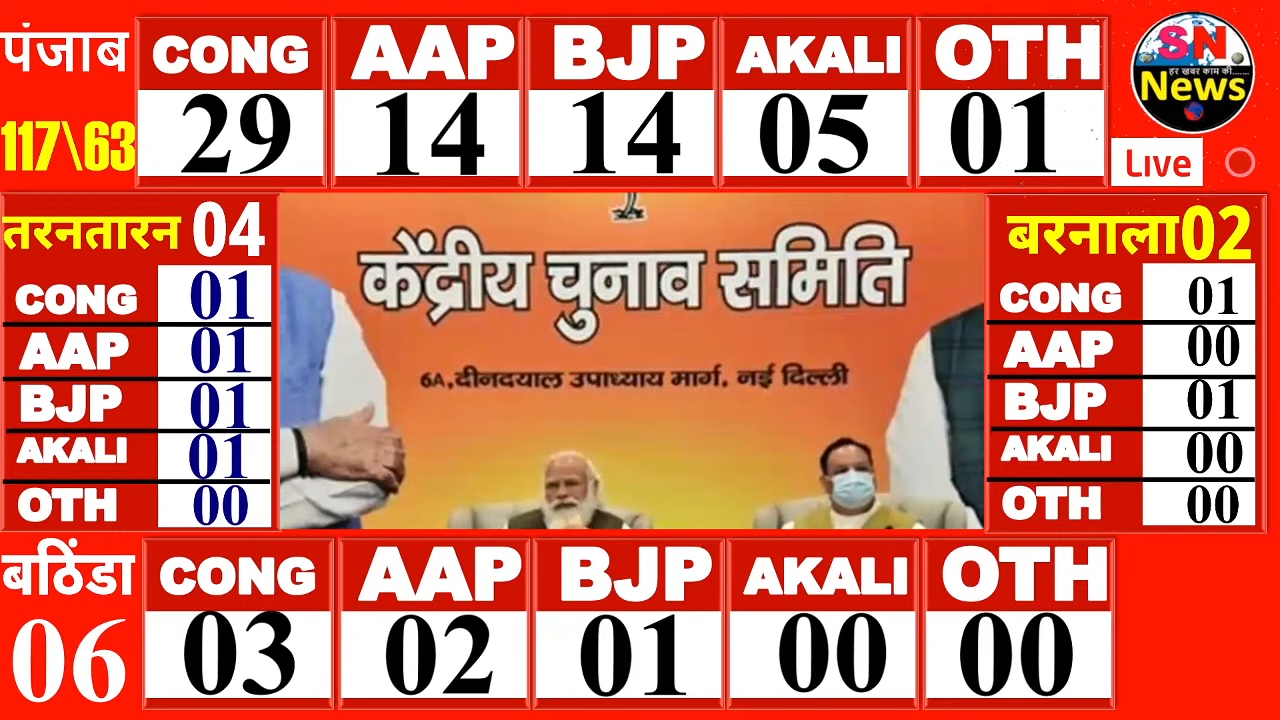 पंजाब CONG AAP BJP AKALI OTH
117\63 29 14 14 05 01
SN
हर खबर काम की.......
News
Live
तरनतारन 04
CONG 01
AAP 01
BJP 01
AKALI 01
OTH 00
केंद्रीय चुनाव समिति
6A,दीनदयाल उपाध्याय मार्ग, नई दिल्ली
बरनाला02
CONG 01
AAP 00
BJP 01
AKALI 00
OTH 00
बठिंडा CONG AAP BJP AKALI OTH
06 03 02 01 00 00